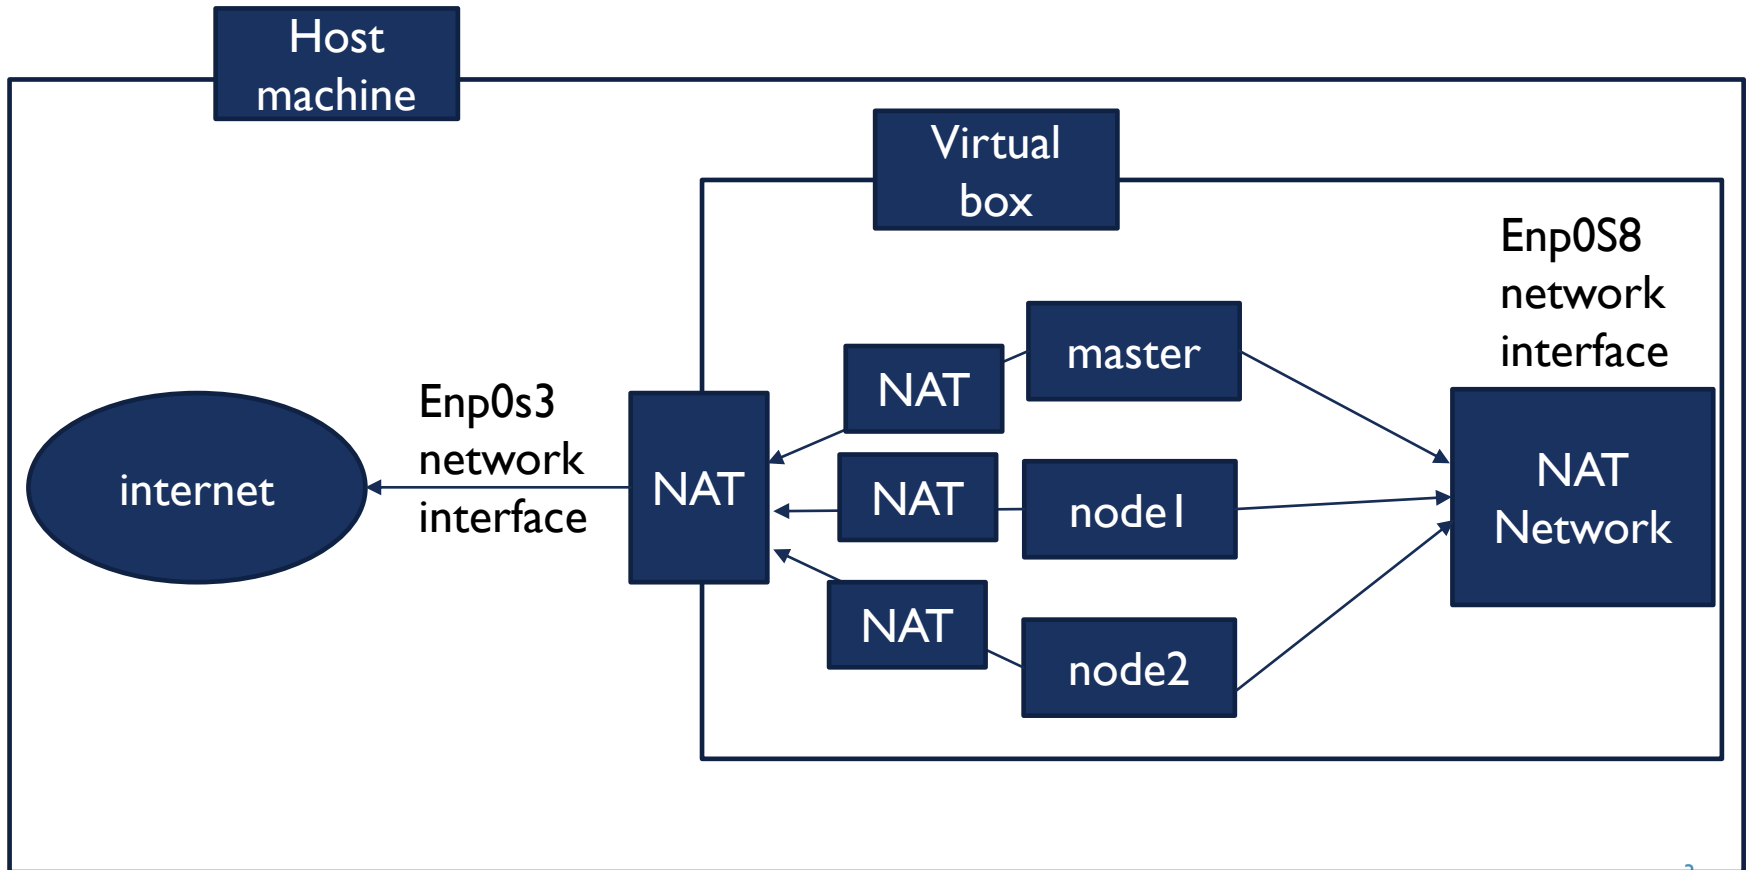 Host
machine
Virtual
box
Enp0S8
network
interface
master
NAT
Enp0s3
network
interface
internet
NAT
NAT
node1
NAT
Network
NAT
node2